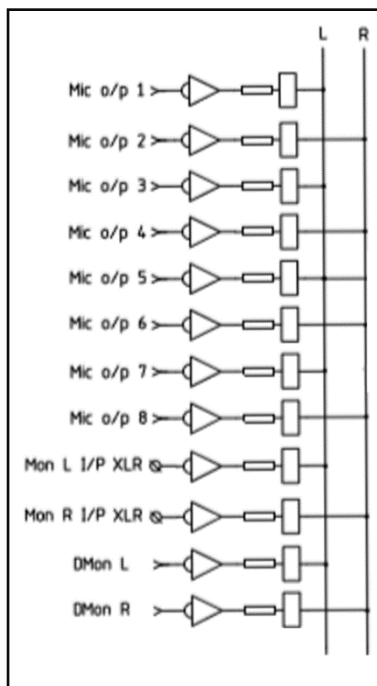 L R
Mic o/p 1
Mic o/p 2
Mic o/p 3
Mic o/p 4
Mic o/p 5
Mic o/p 6
Mic o/p 7
Mic o/p 8
Mon L I/P XLR
Mon R I/P XLR
DMon L
DMon R